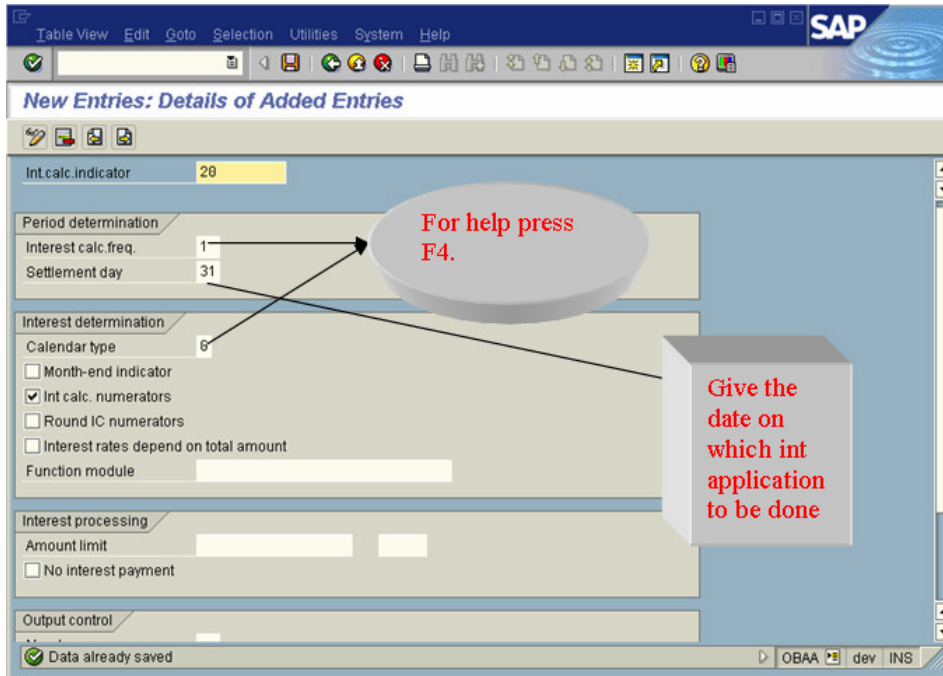 Table View Edit Goto Selection Utilities System Help
SAP
New Entries: Details of Added Entries
Int.calc.indicator 20
Period determination
Interest calc.freq. 1
Settlement day 31
For help press
F4.
Interest determination
Calendar type G
Month-end indicator
Int calc. numerators
Round IC numerators
Interest rates depend on total amount
Function module
Give the
date on
which int
application
to be done
Interest processing
Amount limit
No interest payment
Output control
Data already saved
OBAA dev INS